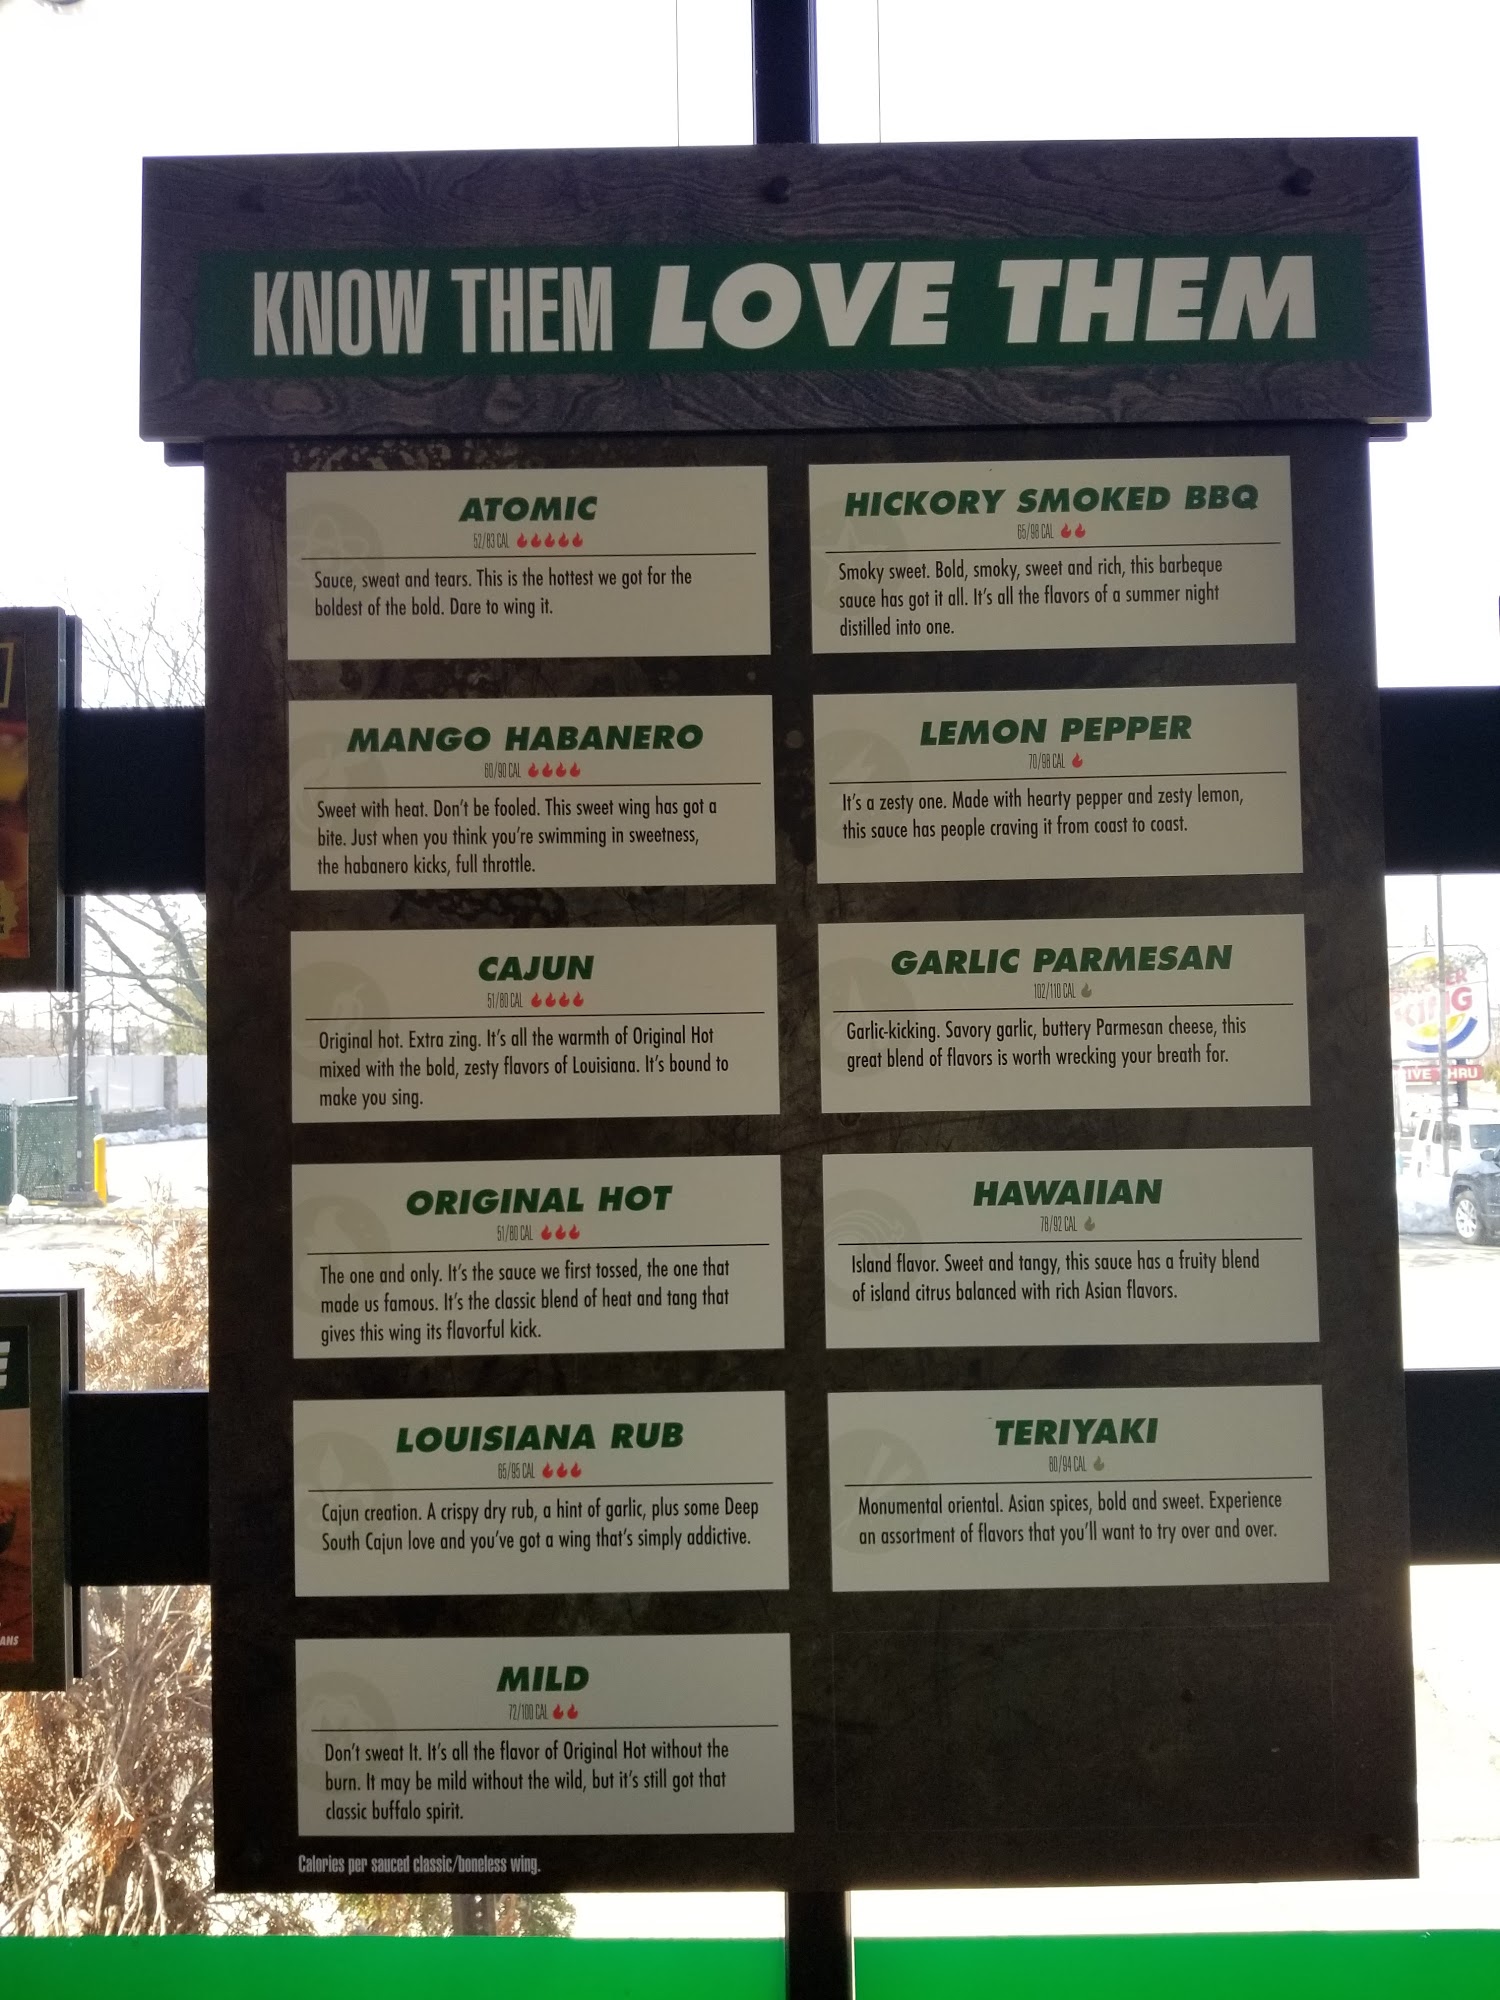 KNOW THEM LOVE THEM
ATOMIC
52/83 CAL
Sauce, sweat and tears. This is the hottest we got for the
boldest of the bold. Dare to wing it.
MANGO HABANERO
60/90 CAL
Sweet with heat. Don't be fooled. This sweet wing has got a
bite. Just when you think you're swimming in sweetness,
the habanero kicks, full throttle.
CAJUN
51/80 CAL
Original hot. Extra zing. It's all the warmth of Original Hot
mixed with the bold, zesty flavors of Louisiana. It's bound to
make you sing.
ORIGINAL HOT
51/80 CAL
The one and only. It's the sauce we first tossed, the one that
made us famous. It's the classic blend of heat and tang that
gives this wing its flavorful kick.
LOUISIANA RUB
65/95 CAL
Cajun creation. A crispy dry rub, a hint of garlic, plus some Deep
South Cajun love and you've got a wing that's simply addictive.
MILD
72/100 CAL
Don't sweat It. It's all the flavor of Original Hot without the
burn. It may be mild without the wild, but it's still got that
classic buffalo spirit.
Calories per sauced classic/boneless wing.
HICKORY SMOKED BBQ
65/98 CAL
Smoky sweet. Bold, smoky, sweet and rich, this barbeque
sauce has got it all. It's all the flavors of a summer night
distilled into one.
LEMON PEPPER
70/98 CAL
It's a zesty one. Made with hearty pepper and zesty lemon,
this sauce has people craving it from coast to coast.
GARLIC PARMESAN
102/110 CAL
Garlic-kicking. Savory garlic, buttery Parmesan cheese, this
great blend of flavors is worth wrecking your breath for.
HAWAIIAN
78/92 CAL
Island flavor. Sweet and tangy, this sauce has a fruity blend
of island citrus balanced with rich Asian flavors.
TERIYAKI
80/94 CAL
Monumental oriental. Asian spices, bold and sweet. Experience
an assortment of flavors that you'll want to try over and over.
KING
THRU